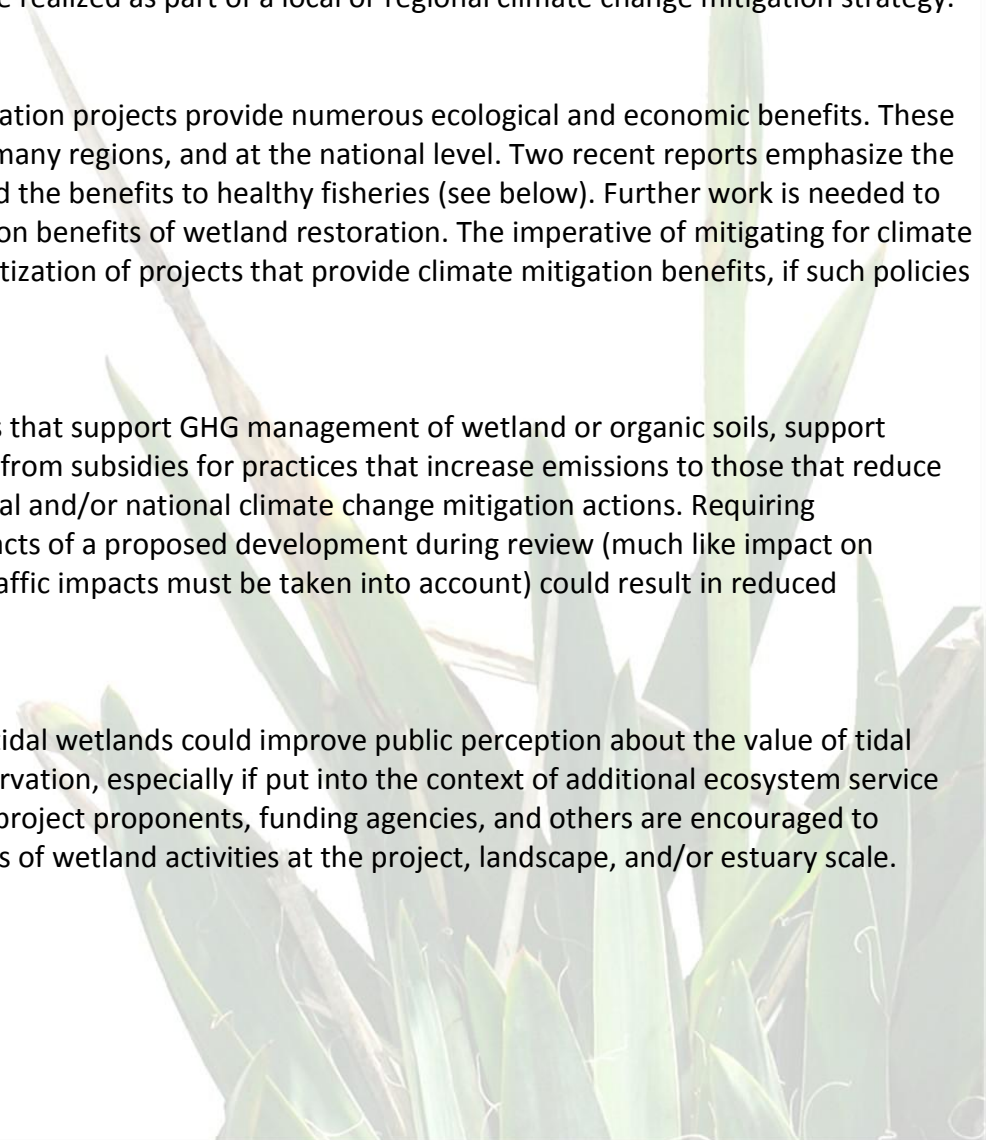 e realized as part of a local or regional climate change mitigation strategy.
ation projects provide numerous ecological and economic benefits. These
many regions, and at the national level. Two recent reports emphasize the
d the benefits to healthy fisheries (see below). Further work is needed to
on benefits of wetland restoration. The imperative of mitigating for climate
tization of projects that provide climate mitigation benefits, if such policies
s that support GHG management of wetland or organic soils, support
from subsidies for practices that increase emissions to those that reduce
al and/or national climate change mitigation actions. Requiring
acts of a proposed development during review (much like impact on
affic impacts must be taken into account) could result in reduced
tidal wetlands could improve public perception about the value of tidal
rvation, especially if put into the context of additional ecosystem service
project proponents, funding agencies, and others are encouraged to
s of wetland activities at the project, landscape, and/or estuary scale.